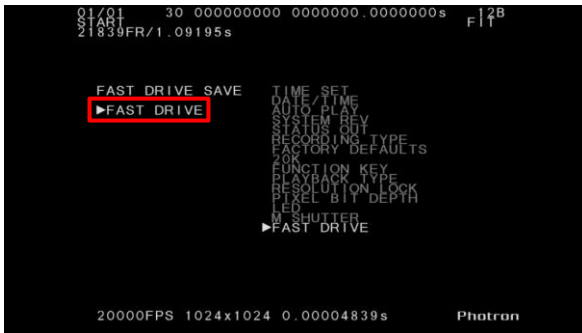 01/01 30 000000000 0000000.0000000s 12B
START FIT
21839FR/1.09195s
FAST DRIVE SAVE
►FAST DRIVE
TIME SET
DATE/TIME
AUTO PLAY
SYSTEM REV
STATUS OUT
RECORDING TYPE
FACTORY DEFAULTS
20K
FUNCTION KEY
PLAYBACK TYPE
RESOLUTION LOCK
PIXEL BIT DEPTH
LED
M SHUTTER
►FAST DRIVE
20000FPS 1024x1024 0.00004839s Photron